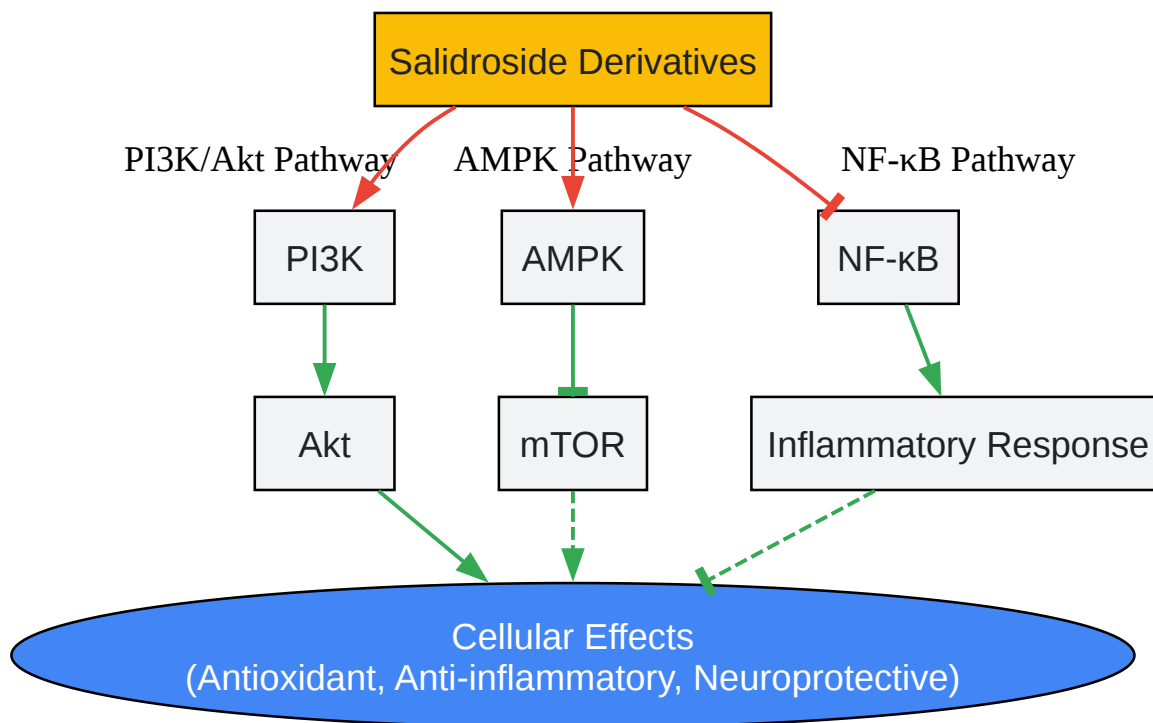 Salidroside Derivatives
PI3K/Akt Pathway
AMPK Pathway
NF-κB Pathway
PI3K
AMPK
NF-κB
Akt
mTOR
Inflammatory Response
Cellular Effects
(Antioxidant, Anti-inflammatory, Neuroprotective)